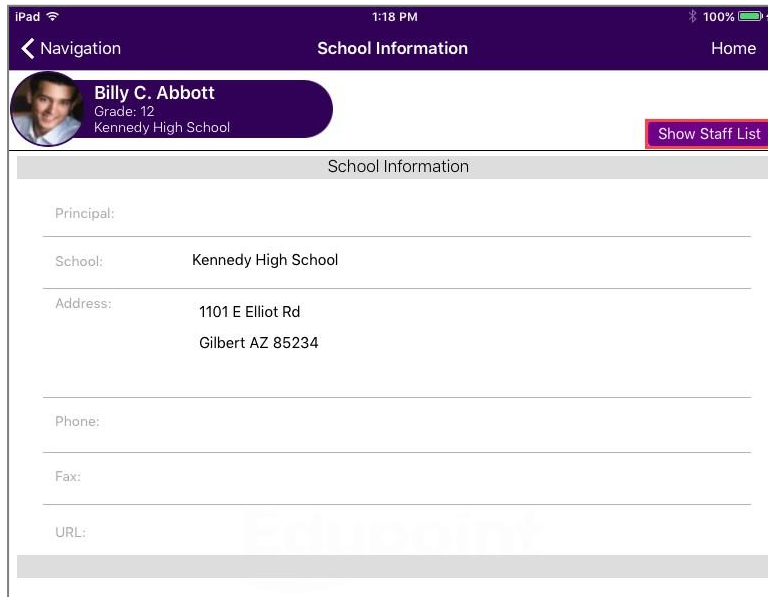 iPad 1:18 PM 100%
Navigation School Information Home
Billy C. Abbott
Grade: 12
Kennedy High School
Show Staff List
School Information
Principal:
School: Kennedy High School
Address: 1101 E Elliot Rd
Gilbert AZ 85234
Phone:
Fax:
URL:
Edupoint